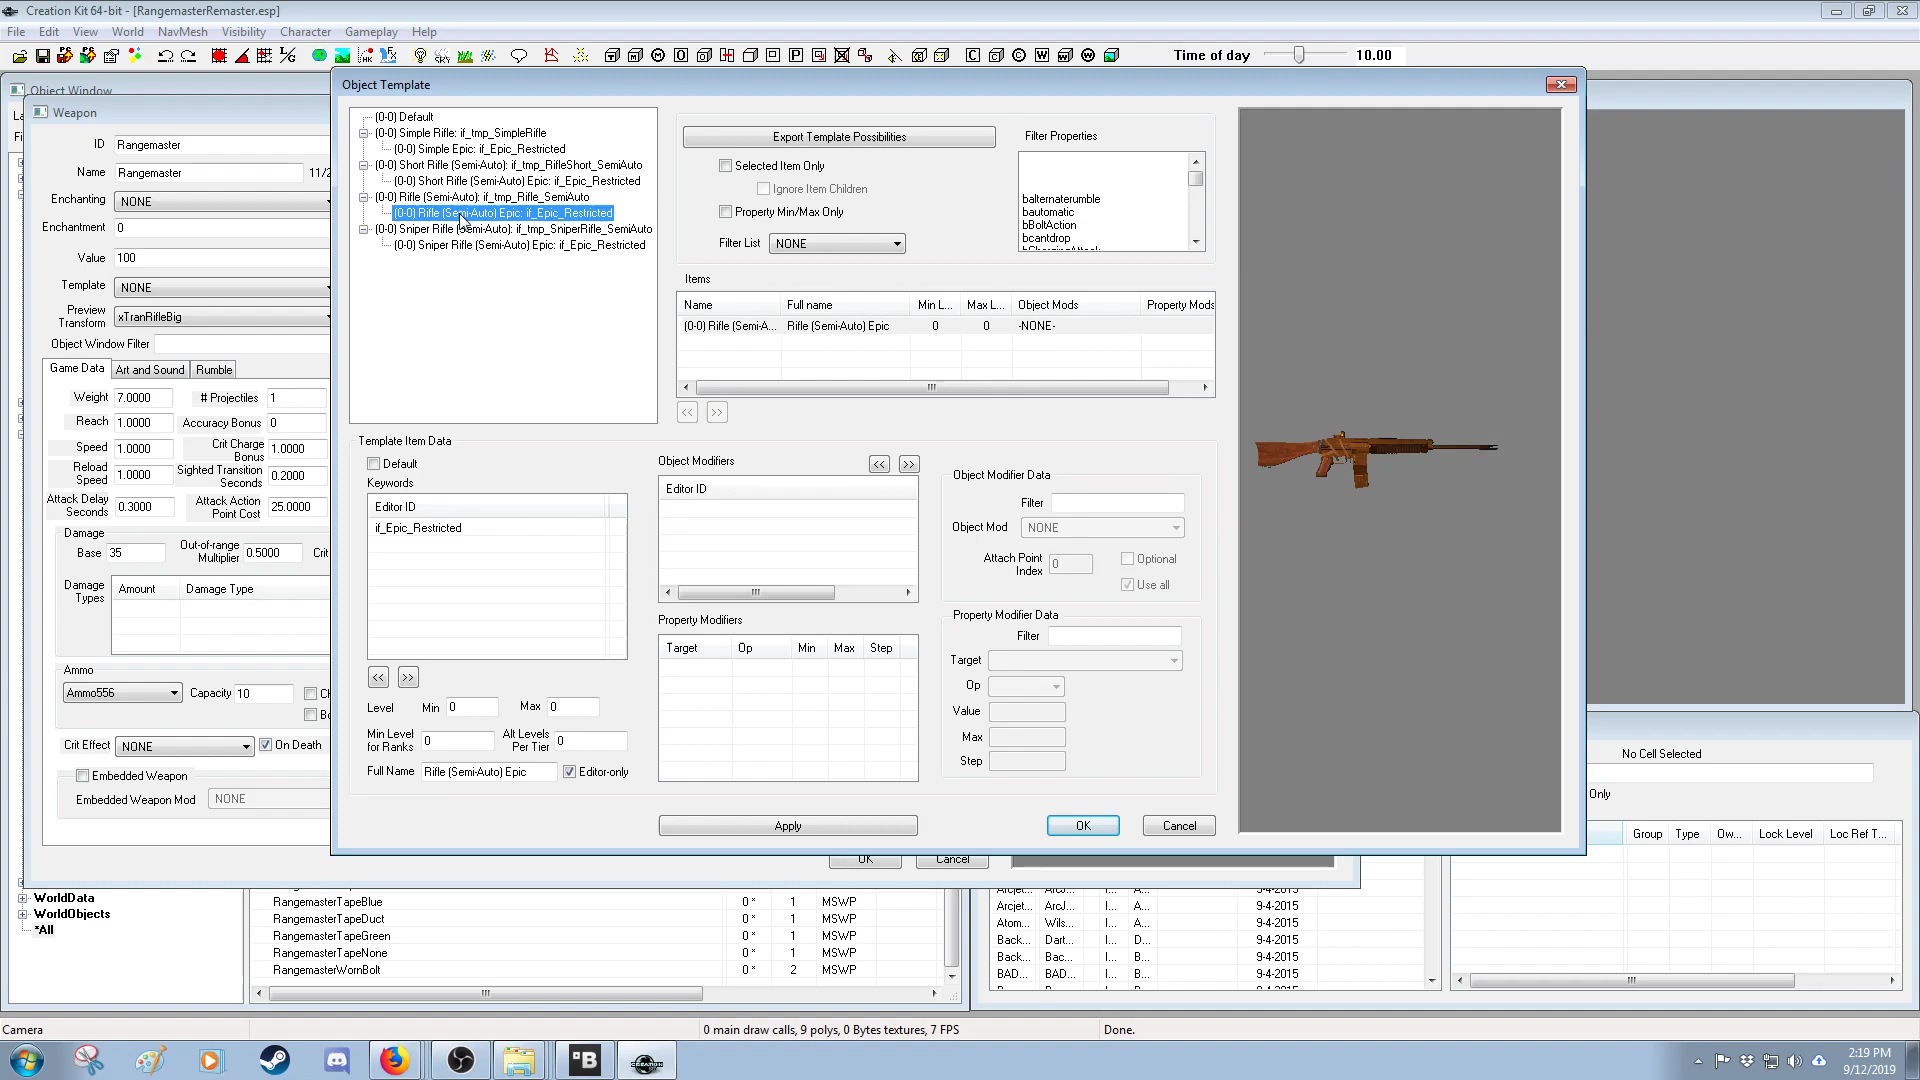 Creation Kit 64-bit - [RangemasterRemaster.esp]
File Edit View World NavMesh Visibility Character Gameplay Help
Time of day 10.00
Object Window
Weapon
ID Rangemaster
Name Rangemaster 11/2
Enchanting NONE
Enchantment 0
Value 100
Template NONE
Preview Transform xTranRifleBig
Object Window Filter
Game Data Art and Sound Rumble
Weight 7.0000 # Projectiles 1
Reach 1.0000 Accuracy Bonus 0
Speed 1.0000 Crit Charge Bonus 1.0000
Reload Speed 1.0000 Sighted Transition Seconds 0.2000
Attack Delay Seconds 0.3000 Attack Action Point Cost 25.0000
Damage
Base 35 Out-of-range Multiplier 0.5000 Crit
Damage Types Amount Damage Type
Ammo
Ammo556 Capacity 10
Crit Effect NONE On Death
Embedded Weapon
Embedded Weapon Mod NONE
Object Template
(0-0) Default
(0-0) Simple Rifle: if_tmp_SimpleRifle
(0-0) Simple Epic: if_Epic_Restricted
(0-0) Short Rifle (Semi-Auto): if_tmp_RifleShort_SemiAuto
(0-0) Short Rifle (Semi-Auto) Epic: if_Epic_Restricted
(0-0) Rifle (Semi-Auto): if_tmp_Rifle_SemiAuto
(0-0) Rifle (Semi-Auto) Epic: if_Epic_Restricted
(0-0) Sniper Rifle (Semi-Auto): if_tmp_SniperRifle_SemiAuto
(0-0) Sniper Rifle (Semi-Auto) Epic: if_Epic_Restricted
Export Template Possibilities
Selected Item Only
Ignore Item Children
Property Min/Max Only
Filter List NONE
Filter Properties
balternaterumble
bautomatic
bBoltAction
bcantdrop
Items
Name Full name Min L... Max L... Object Mods Property Mods
(0-0) Rifle (Semi-A... Rifle (Semi-Auto) Epic 0 0 -NONE-
<< >>
Template Item Data
Default
Keywords
Editor ID
if_Epic_Restricted
<< >>
Level Min 0 Max 0
Min Level for Ranks 0 Alt Levels Per Tier 0
Full Name Rifle (Semi-Auto) Epic Editor-only
Object Modifiers << >>
Editor ID
Property Modifiers
Target Op Min Max Step
Object Modifier Data
Filter
Object Mod NONE
Attach Point Index 0 Optional
Use all
Property Modifier Data
Filter
Target
Op
Value
Max
Step
Apply OK Cancel
OK Cancel
WorldData
WorldObjects
*All
RangemasterTapeBlue 0 * 1 MSWP
RangemasterTapeDuct 0 * 1 MSWP
RangemasterTapeGreen 0 * 1 MSWP
RangemasterTapeNone 0 * 1 MSWP
RangemasterWornBolt 0 * 2 MSWP
Arcjet... ArcJ... I... A... 9-4-2015
Atom... Wils... I... A... 9-4-2015
Back... Dart... I... D... 9-4-2015
Back... Bac... I... B... 9-4-2015
BAD... BAD... I... B... 9-4-2015
No Cell Selected
Only
Group Type Ow... Lock Level Loc Ref T...
Camera 0 main draw calls, 9 polys, 0 Bytes textures, 7 FPS Done.
2:19 PM
9/12/2019